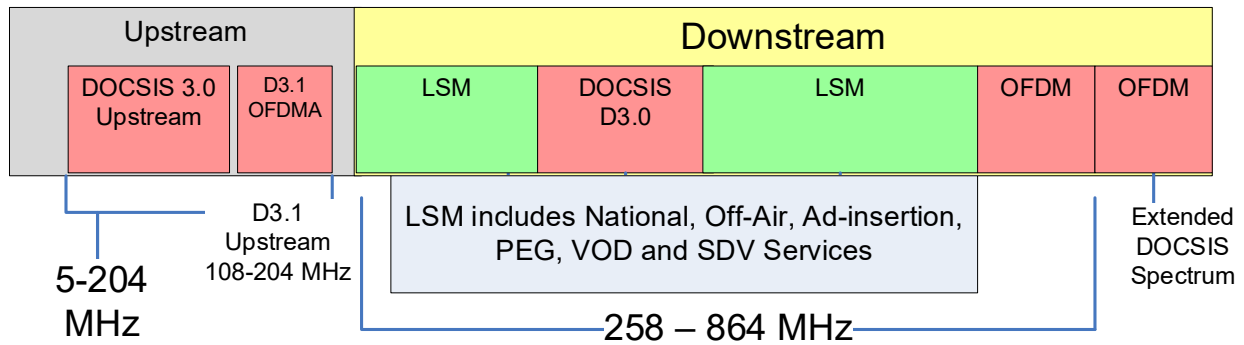 Upstream
Downstream
DOCSIS 3.0
Upstream
D3.1
OFDMA
LSM
DOCSIS
D3.0
LSM
OFDM
OFDM
D3.1
Upstream
108-204 MHz
LSM includes National, Off-Air, Ad-insertion,
PEG, VOD and SDV Services
Extended
DOCSIS
Spectrum
5-204
MHz
258 – 864 MHz